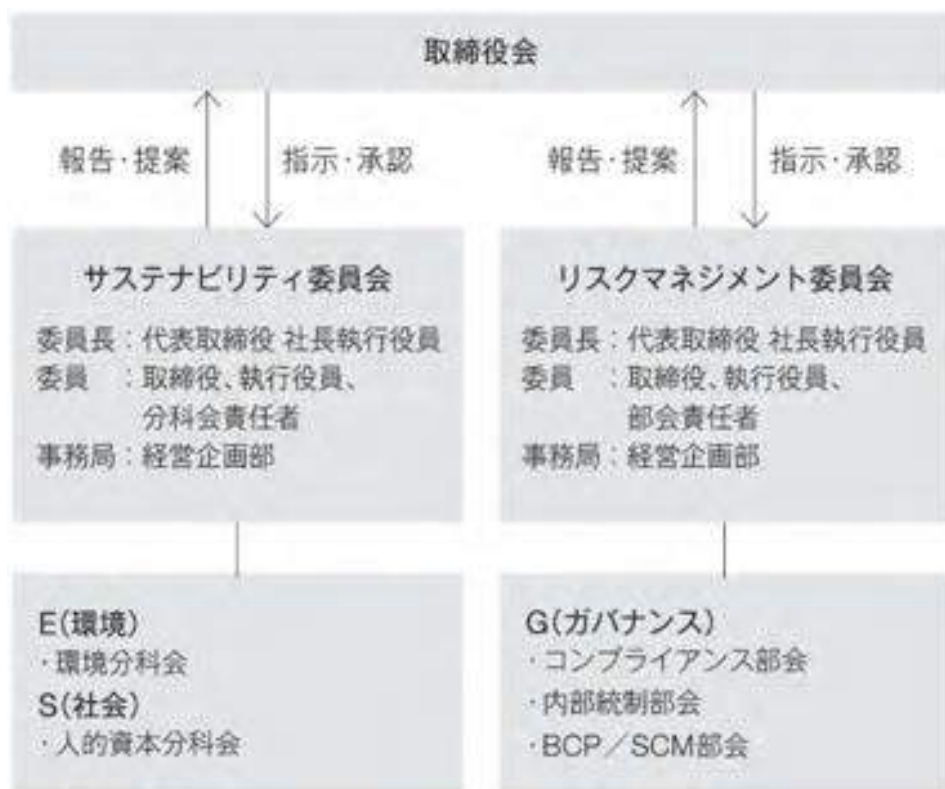 取締役会
報告・提案
指示・承認
報告・提案
指示・承認
サステナビリティ委員会
委員長：代表取締役 社長執行役員
委員　：取締役、執行役員、
分科会責任者
事務局：経営企画部
リスクマネジメント委員会
委員長：代表取締役 社長執行役員
委員　：取締役、執行役員、
部会責任者
事務局：経営企画部
E(環境)
・環境分科会
S(社会)
・人的資本分科会
G(ガバナンス)
・コンプライアンス部会
・内部統制部会
・BCP／SCM部会